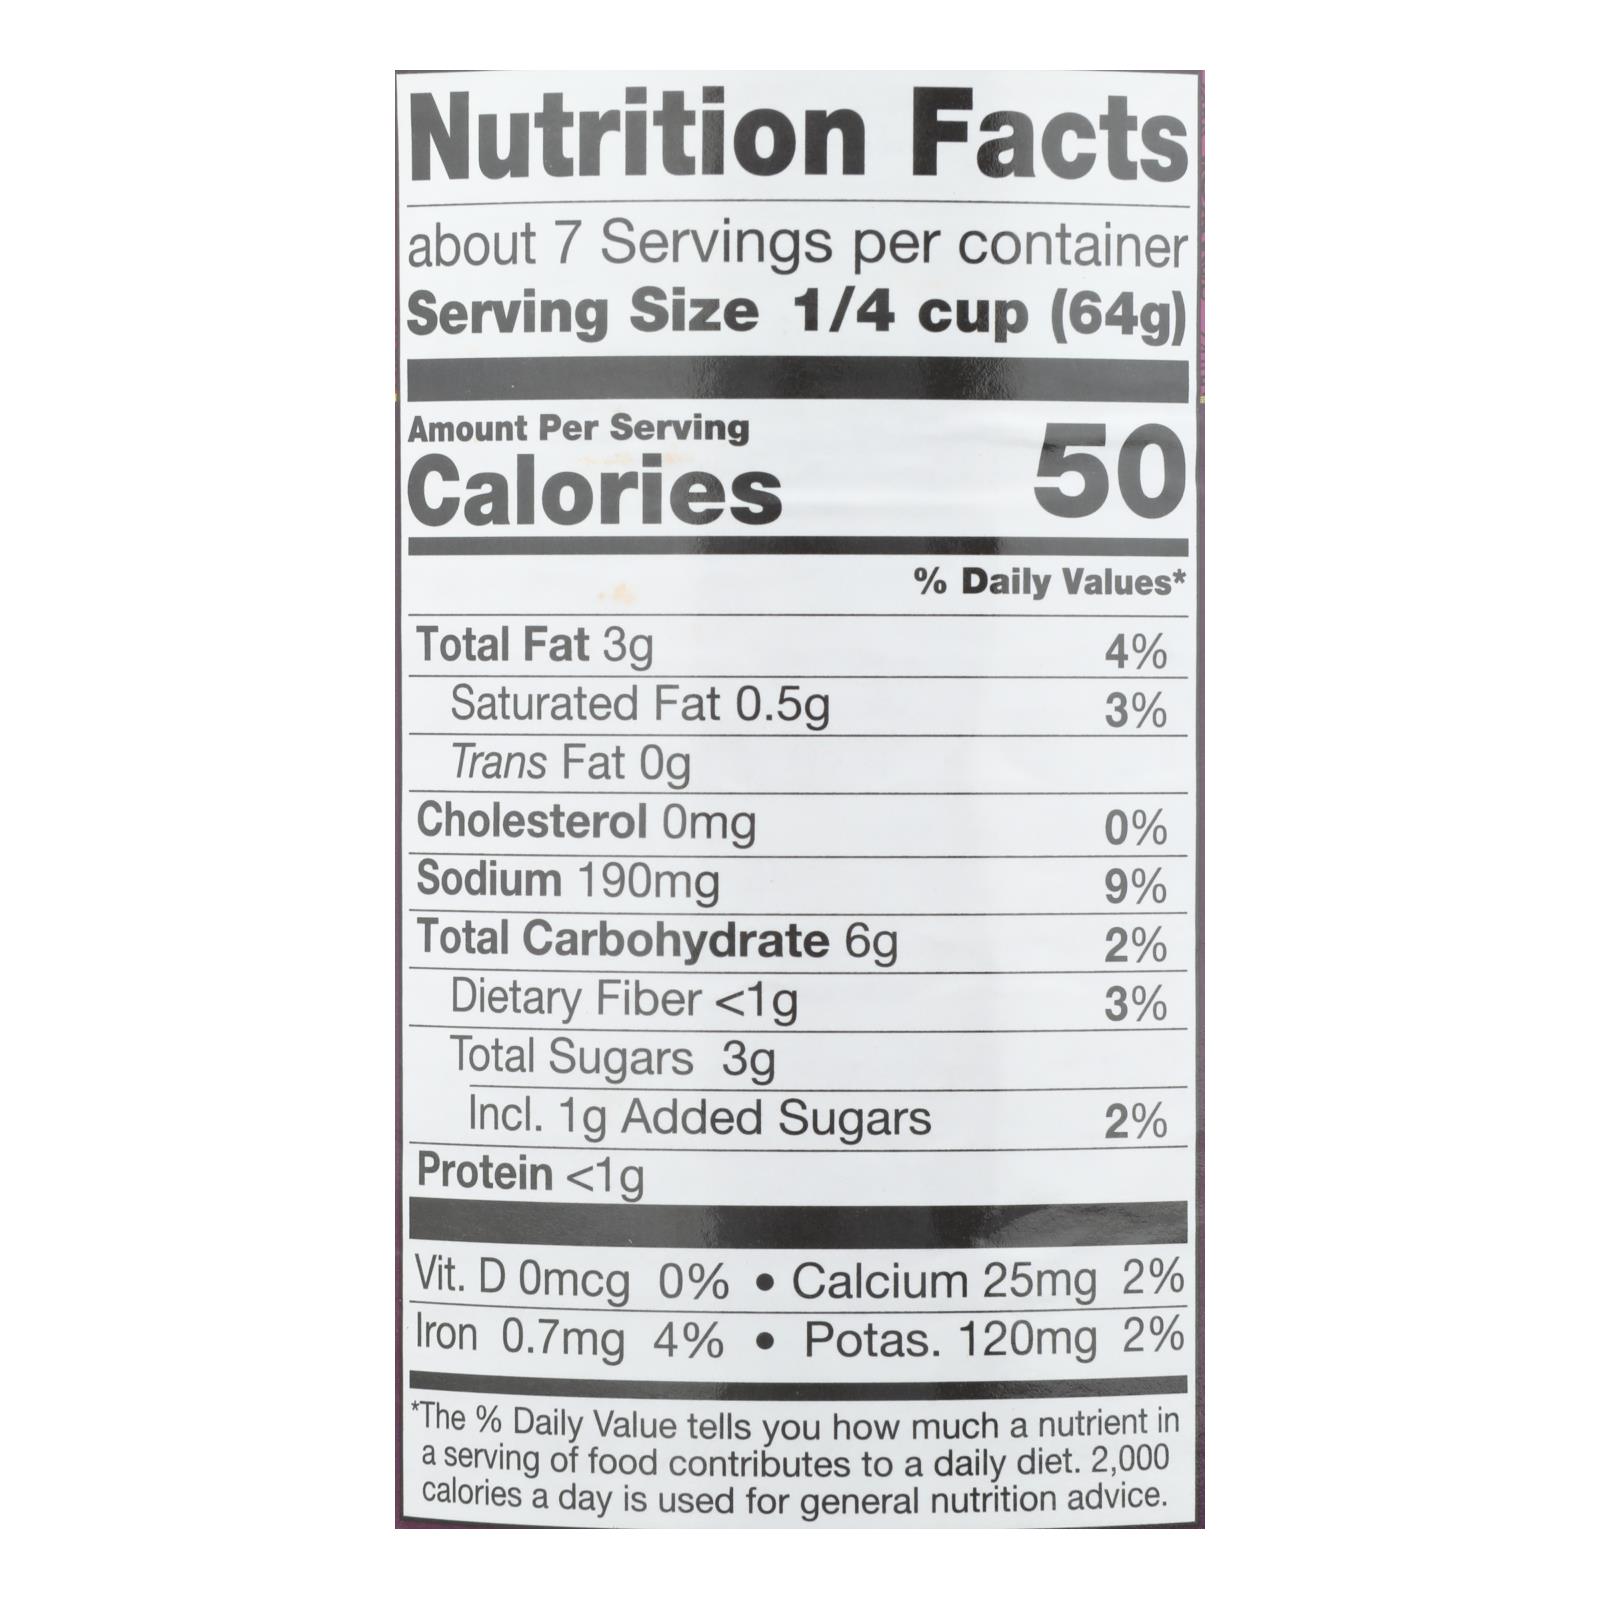 Nutrition Facts
about 7 Servings per container
Serving Size 1/4 cup (64g)
Amount Per Serving
Calories 50
% Daily Values*
Total Fat 3g 4%
Saturated Fat 0.5g 3%
Trans Fat 0g
Cholesterol 0mg 0%
Sodium 190mg 9%
Total Carbohydrate 6g 2%
Dietary Fiber <1g 3%
Total Sugars 3g
Incl. 1g Added Sugars 2%
Protein <1g
Vit. D 0mcg 0% • Calcium 25mg 2%
Iron 0.7mg 4% • Potas. 120mg 2%
*The % Daily Value tells you how much a nutrient in
a serving of food contributes to a daily diet. 2,000
calories a day is used for general nutrition advice.